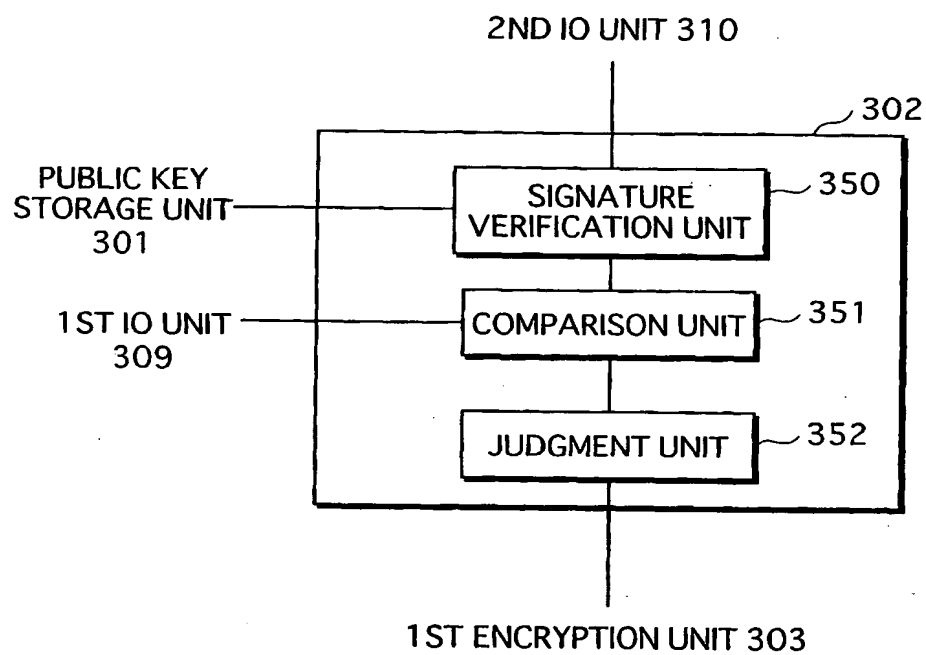 2ND IO UNIT 310
302
PUBLIC KEY
STORAGE UNIT
301
SIGNATURE
VERIFICATION UNIT
350
1ST IO UNIT
309
COMPARISON UNIT
351
JUDGMENT UNIT
352
1ST ENCRYPTION UNIT 303